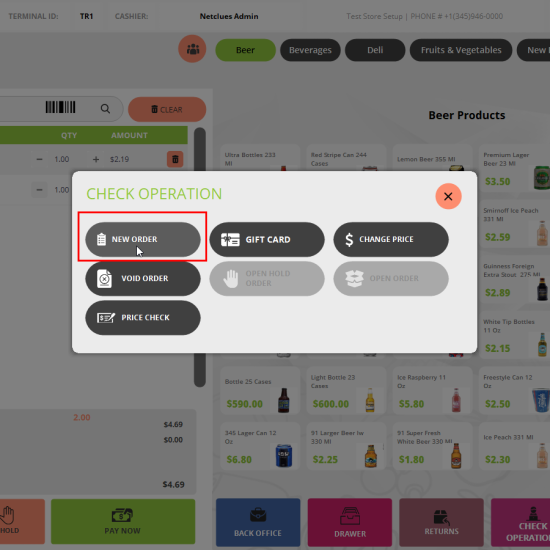 TERMINAL ID: TR1 CASHIER: Netclues Admin Test Store Setup | PHONE # +1(345)946-0000
Beer Beverages Deli Fruits & Vegetables New
CLEAR
Beer Products
QTY AMOUNT
− 1.00 + $2.19
− 1.00
Ultra Bottles 233 Ml
Red Stripe Can 344 Cases
Lemon Beer 355 Ml
Premium Lager Beer 23 Ml
$3.50
Smirnoff Ice Peach 331 Ml
$2.59
Guinness Foreign Extra Stout 275 Ml
$2.89
White Tip Bottles 11 Oz
$2.15
CHECK OPERATION
NEW ORDER
GIFT CARD
CHANGE PRICE
VOID ORDER
OPEN HOLD
ORDER
OPEN ORDER
PRICE CHECK
Bottle 25 Cases
$590.00
Light Bottle 23 Cases
$600.00
Ice Raspberry 11 Oz
$5.80
Freestyle Can 12 Oz
$2.50
345 Lager Can 12 Oz
$6.80
91 Larger Beer Iw 330 Ml
$2.25
91 Super Fresh White Beer 330 Ml
$1.80
Ice Peach 331 Ml
$2.30
2.00
$4.69
$0.00
$4.69
HOLD
PAY NOW
BACK OFFICE
DRAWER
RETURNS
CHECK
OPERATION